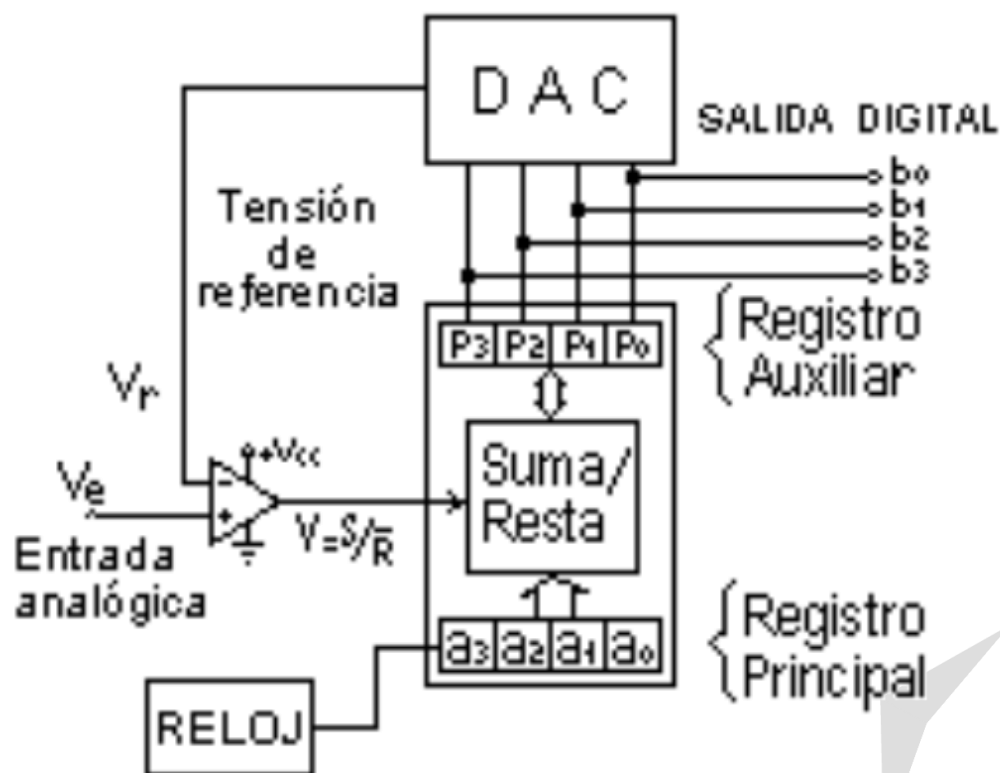 DAC
SALIDA DIGITAL
b0
b1
b2
b3
Tensión
de
referencia
P3 P2 P1 P0
Registro
Auxiliar
Vr
+Vcc
Ve
Suma/
Resta
V=S/R̅
Entrada
analógica
a3 a2 a1 a0
Registro
Principal
RELOJ